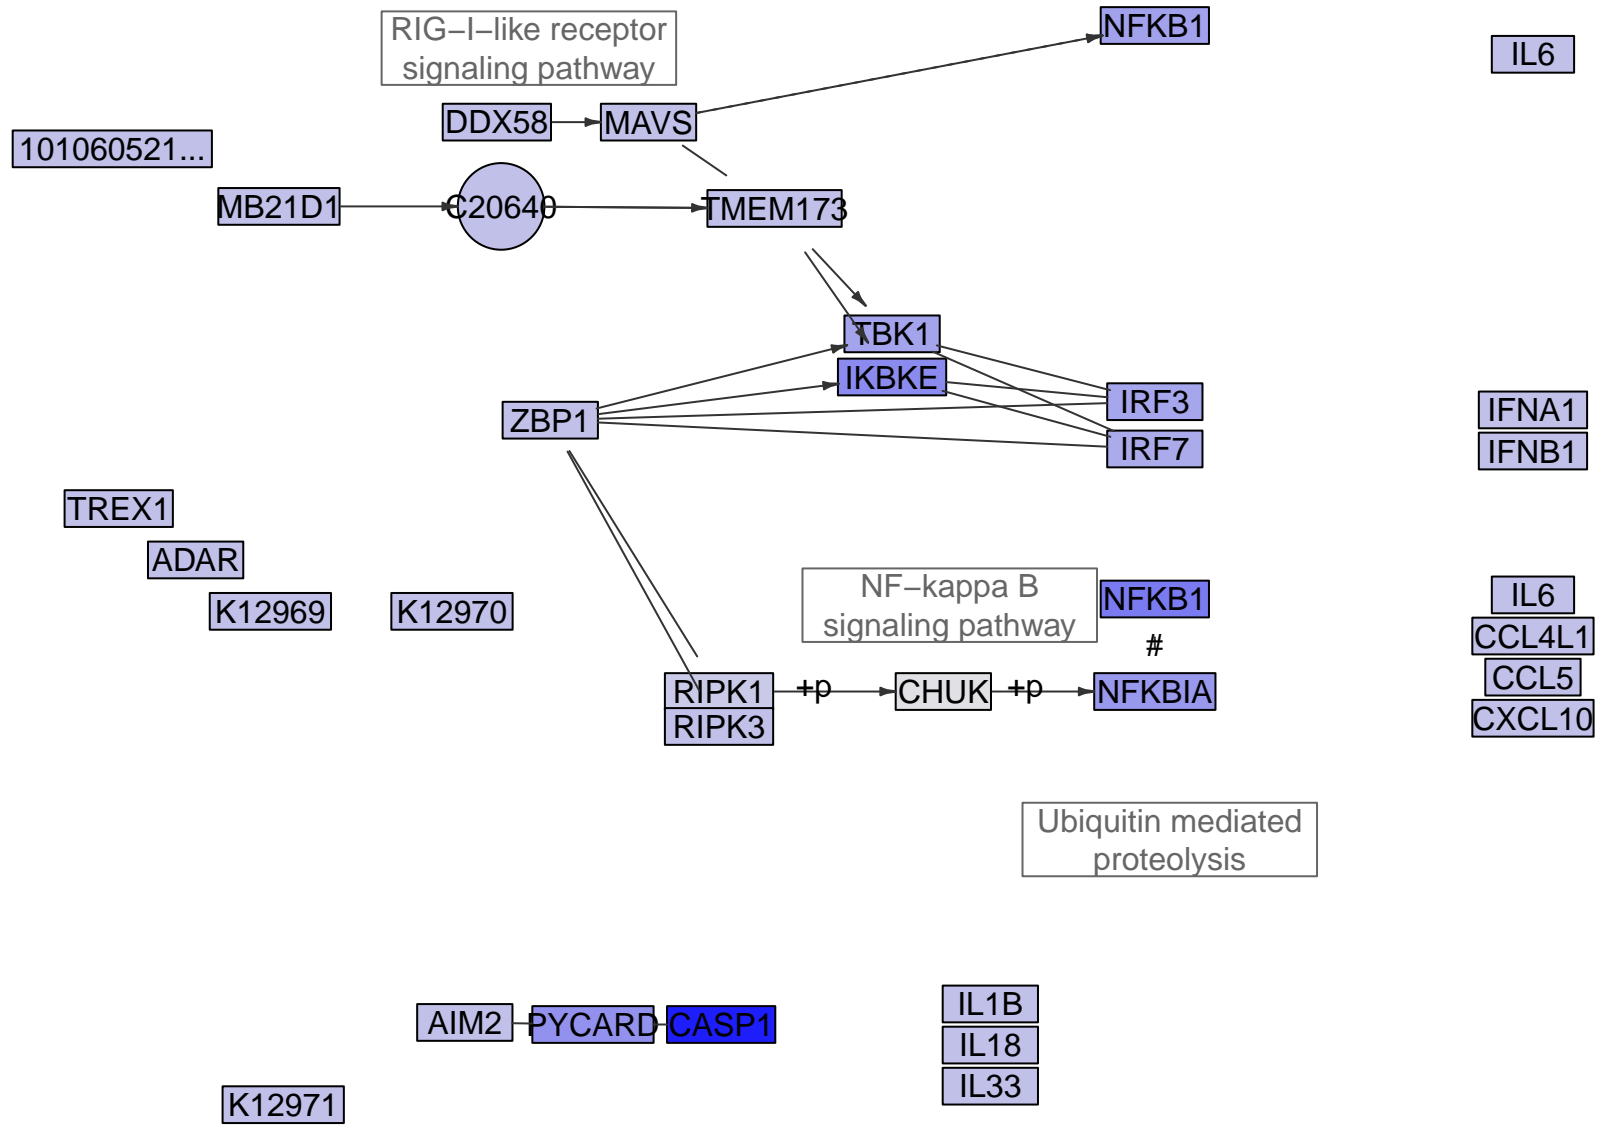 RIG−I−like receptor
signaling pathway
NFKB1
IL6
DDX58
MAVS
101060521...
MB21D1
C20640
TMEM173
TBK1
IKBKE
ZBP1
IRF3
IRF7
IFNA1
IFNB1
TREX1
ADAR
K12969
K12970
NF−kappa B
signaling pathway
NFKB1
#
IL6
CCL4L1
CCL5
CXCL10
RIPK1
+p
CHUK
+p
NFKBIA
RIPK3
Ubiquitin mediated
proteolysis
AIM2
PYCARD
CASP1
IL1B
IL18
IL33
K12971